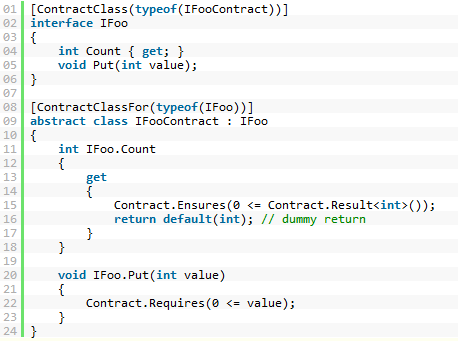 01 [ContractClass(typeof(IFooContract))]
02 interface IFoo
03 {
04     int Count { get; }
05     void Put(int value);
06 }
07
08 [ContractClassFor(typeof(IFoo))]
09 abstract class IFooContract : IFoo
10 {
11     int IFoo.Count
12     {
13         get
14         {
15             Contract.Ensures(0 <= Contract.Result<int>());
16             return default(int); // dummy return
17         }
18     }
19
20     void IFoo.Put(int value)
21     {
22         Contract.Requires(0 <= value);
23     }
24 }